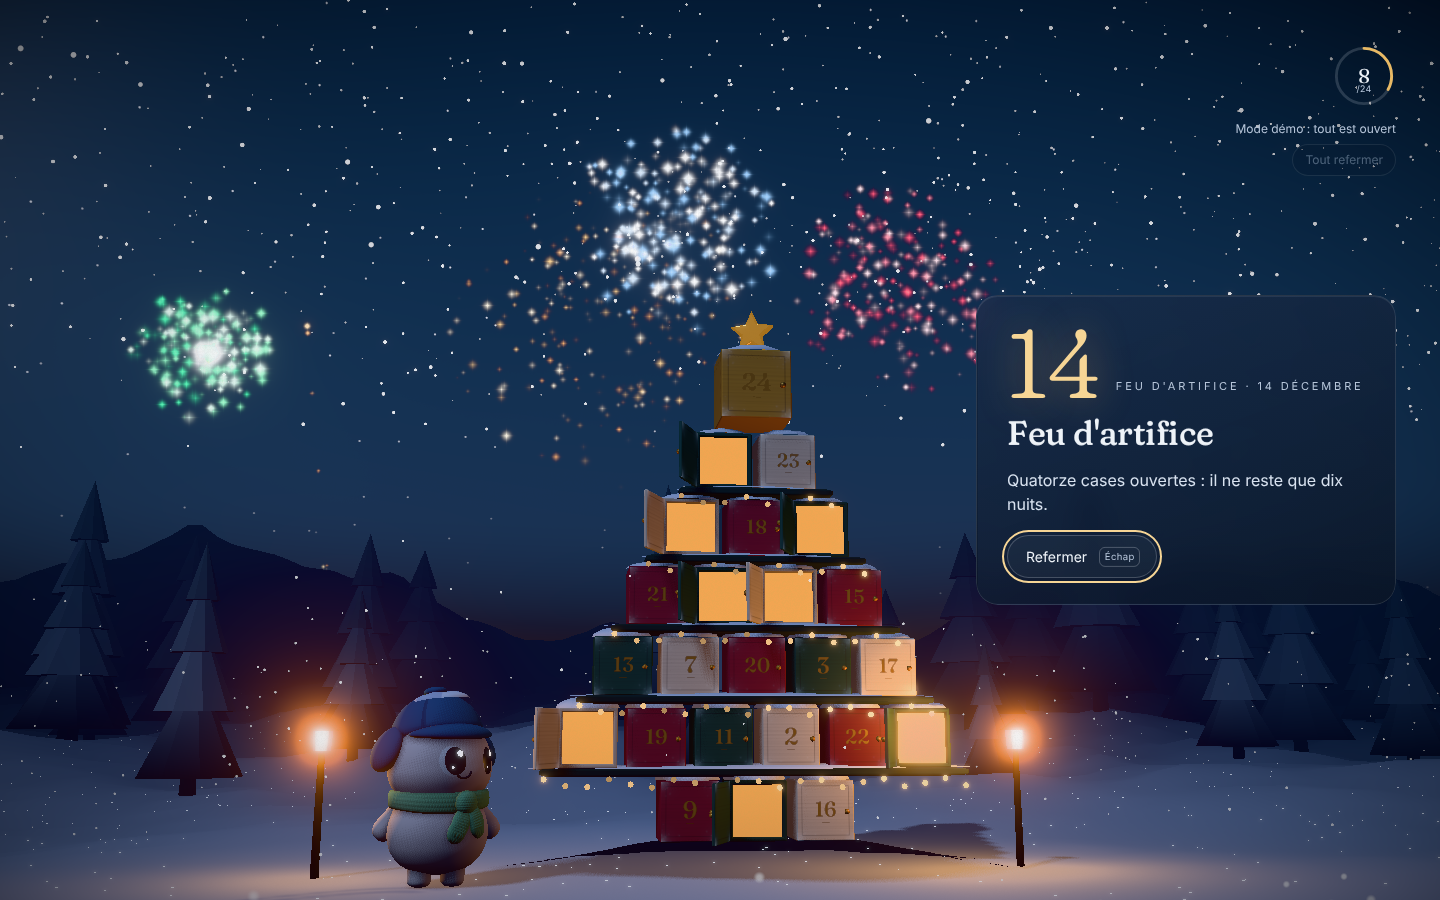 8
/24
Mode démo : tout est ouvert
Tout refermer
14
FEU D'ARTIFICE · 14 DÉCEMBRE
Feu d'artifice
Quatorze cases ouvertes : il ne reste que dix
nuits.
Refermer Échap
24
23
18
21 15
13 7 20 3 17
19 11 2 22
9 16